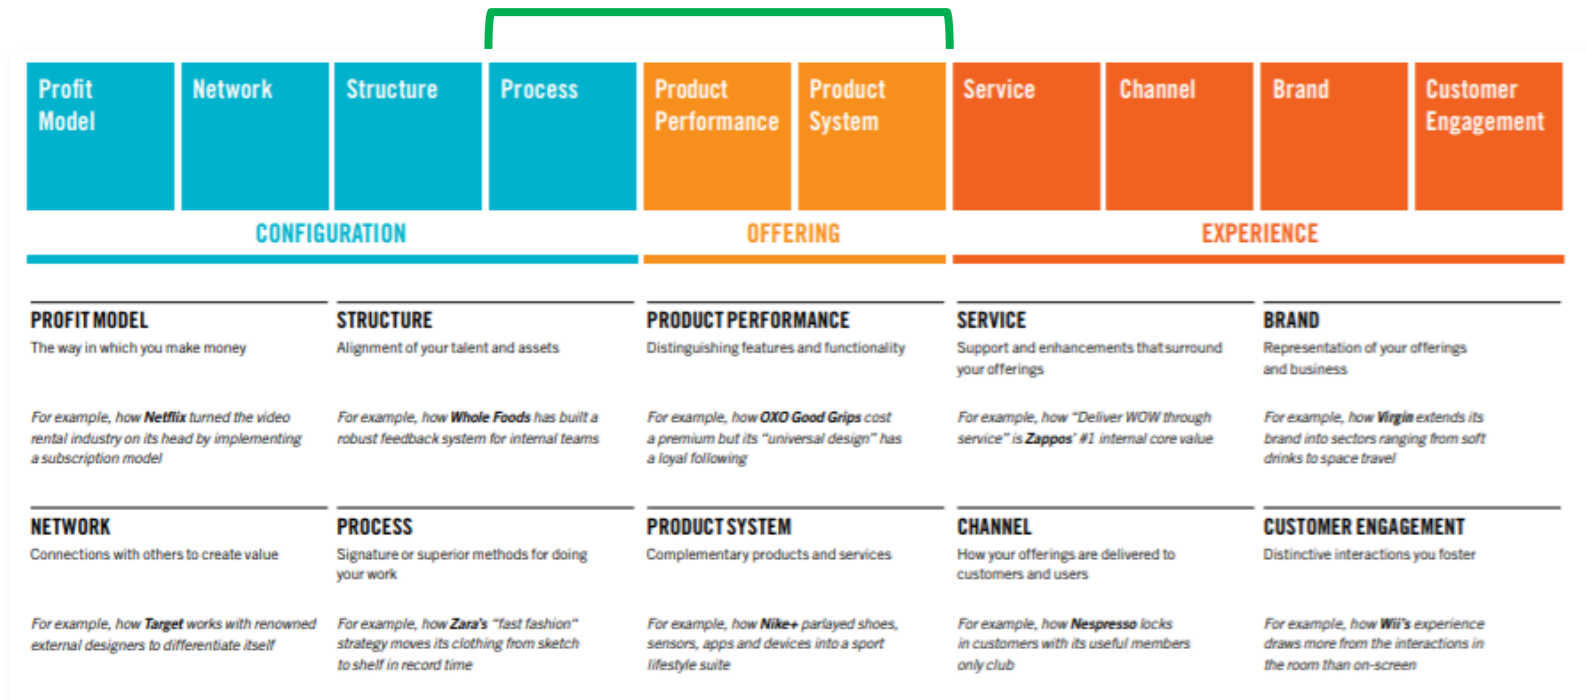 Profit
Model
Network
Structure
Process
Product
Performance
Product
System
Service
Channel
Brand
Customer
Engagement
CONFIGURATION
OFFERING
EXPERIENCE
PROFIT MODEL
The way in which you make money
For example, how Netflix turned the video
rental industry on its head by implementing
a subscription model
STRUCTURE
Alignment of your talent and assets
For example, how Whole Foods has built a
robust feedback system for internal teams
PRODUCT PERFORMANCE
Distinguishing features and functionality
For example, how OXO Good Grips cost
a premium but its “universal design” has
a loyal following
SERVICE
Support and enhancements that surround
your offerings
For example, how “Deliver WOW through
service” is Zappos’ #1 internal core value
BRAND
Representation of your offerings
and business
For example, how Virgin extends its
brand into sectors ranging from soft
drinks to space travel
NETWORK
Connections with others to create value
For example, how Target works with renowned
external designers to differentiate itself
PROCESS
Signature or superior methods for doing
your work
For example, how Zara’s “fast fashion”
strategy moves its clothing from sketch
to shelf in record time
PRODUCT SYSTEM
Complementary products and services
For example, how Nike+ parlayed shoes,
sensors, apps and devices into a sport
lifestyle suite
CHANNEL
How your offerings are delivered to
customers and users
For example, how Nespresso locks
in customers with its useful members
only club
CUSTOMER ENGAGEMENT
Distinctive interactions you foster
For example, how Wii’s experience
draws more from the interactions in
the room than on-screen